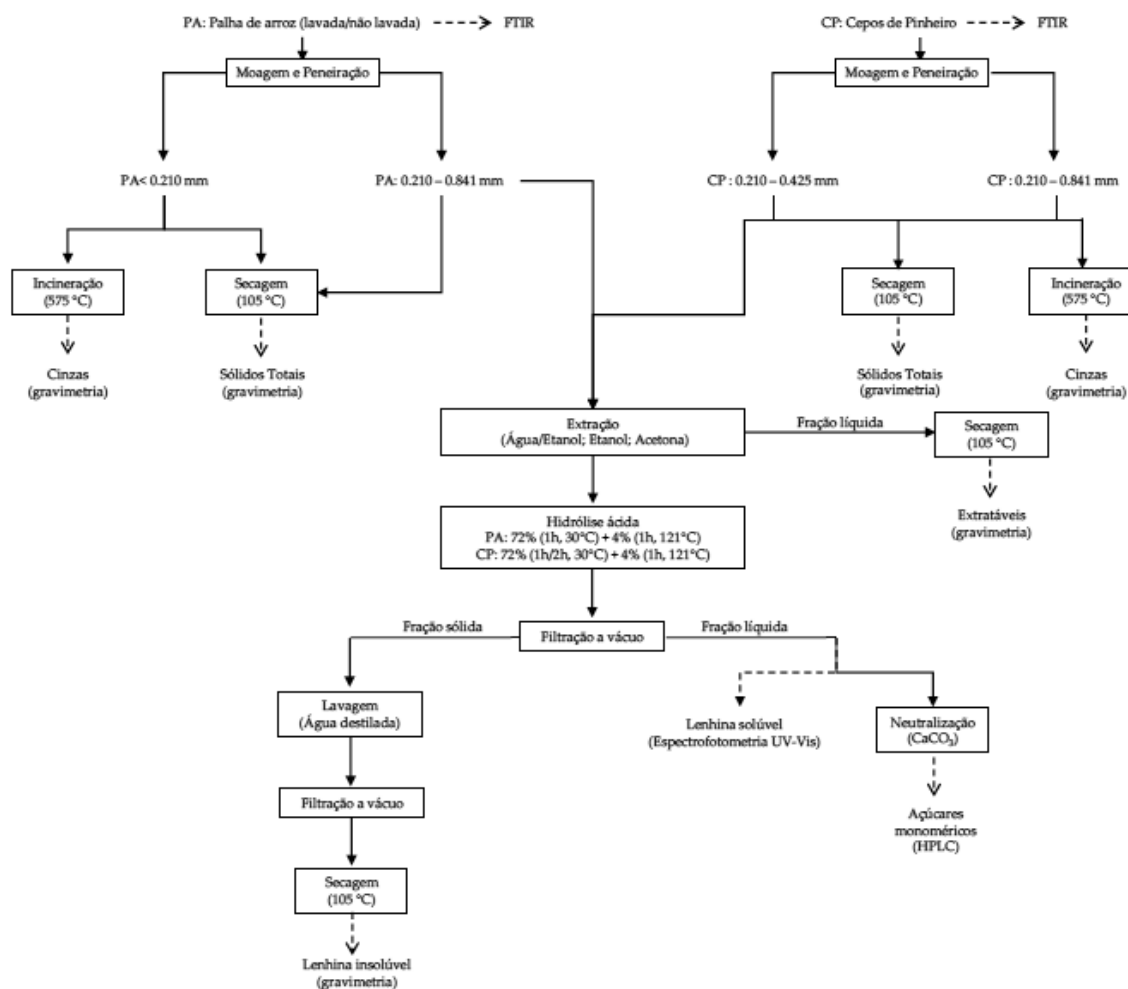 PA: Palha de arroz (lavada/não lavada)
FTIR
CP: Cepos de Pinheiro
FTIR
Moagem e Peneiração
Moagem e Peneiração
PA< 0.210 mm
PA: 0.210 – 0.841 mm
CP : 0.210 – 0.425 mm
CP : 0.210 – 0.841 mm
Incineração
(575 °C)
Secagem
(105 °C)
Secagem
(105 °C)
Incineração
(575 °C)
Cinzas
(gravimetria)
Sólidos Totais
(gravimetria)
Sólidos Totais
(gravimetria)
Cinzas
(gravimetria)
Extração
(Água/Etanol; Etanol; Acetona)
Fração líquida
Secagem
(105 °C)
Extratáveis
(gravimetria)
Hidrólise ácida
PA: 72% (1h, 30°C) + 4% (1h, 121°C)
CP: 72% (1h/2h, 30°C) + 4% (1h, 121°C)
Fração sólida
Filtração a vácuo
Fração líquida
Lavagem
(Água destilada)
Lenhina solúvel
(Espectrofotometria UV-Vis)
Neutralização
(CaCO₃)
Filtração a vácuo
Açúcares
monoméricos
(HPLC)
Secagem
(105 °C)
Lenhina insolúvel
(gravimetria)